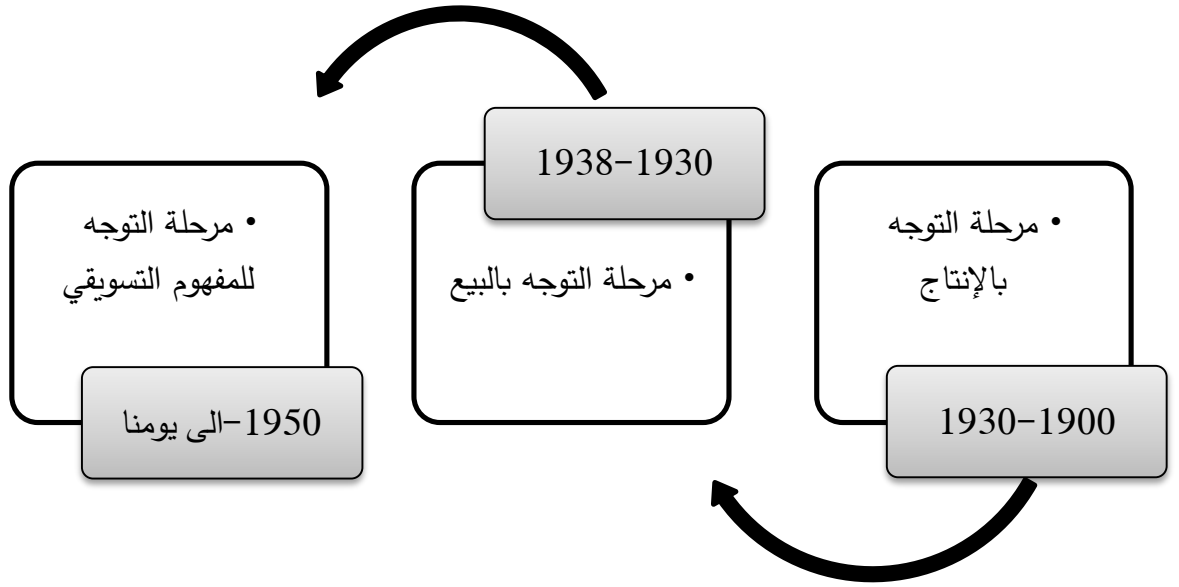 • مرحلة التوجه
بالإنتاج
1900-1930
1930-1938
• مرحلة التوجه بالبيع
• مرحلة التوجه
للمفهوم التسويقي
1950-الى يومنا